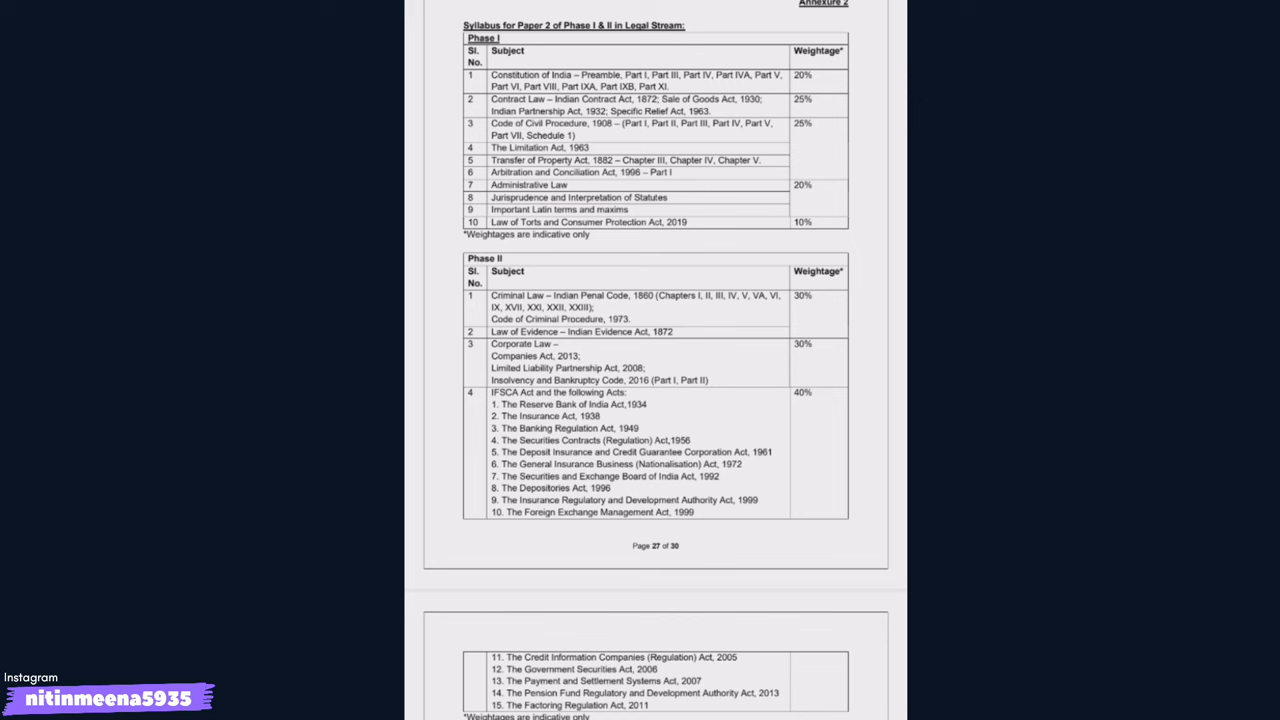 Annexure 2
Syllabus for Paper 2 of Phase I & II in Legal Stream:
Phase I
Sl. No. Subject Weightage*
1 Constitution of India – Preamble, Part I, Part III, Part IV, Part IVA, Part V, 20%
Part VI, Part VIII, Part IXA, Part IXB, Part XI.
2 Contract Law – Indian Contract Act, 1872; Sale of Goods Act, 1930; 25%
Indian Partnership Act, 1932; Specific Relief Act, 1963.
3 Code of Civil Procedure, 1908 – (Part I, Part II, Part III, Part IV, Part V, 25%
Part VII, Schedule 1)
4 The Limitation Act, 1963
5 Transfer of Property Act, 1882 – Chapter III, Chapter IV, Chapter V.
6 Arbitration and Conciliation Act, 1996 – Part I
7 Administrative Law 20%
8 Jurisprudence and Interpretation of Statutes
9 Important Latin terms and maxims
10 Law of Torts and Consumer Protection Act, 2019 10%
*Weightages are indicative only
Phase II
Sl. No. Subject Weightage*
1 Criminal Law – Indian Penal Code, 1860 (Chapters I, II, III, IV, V, VA, VI, 30%
IX, XVII, XXI, XXII, XXIII);
Code of Criminal Procedure, 1973.
2 Law of Evidence – Indian Evidence Act, 1872
3 Corporate Law – 30%
Companies Act, 2013;
Limited Liability Partnership Act, 2008;
Insolvency and Bankruptcy Code, 2016 (Part I, Part II)
4 IFSCA Act and the following Acts: 40%
1. The Reserve Bank of India Act,1934
2. The Insurance Act, 1938
3. The Banking Regulation Act, 1949
4. The Securities Contracts (Regulation) Act,1956
5. The Deposit Insurance and Credit Guarantee Corporation Act, 1961
6. The General Insurance Business (Nationalisation) Act, 1972
7. The Securities and Exchange Board of India Act, 1992
8. The Depositories Act, 1996
9. The Insurance Regulatory and Development Authority Act, 1999
10. The Foreign Exchange Management Act, 1999
Page 27 of 30
11. The Credit Information Companies (Regulation) Act, 2005
12. The Government Securities Act, 2006
13. The Payment and Settlement Systems Act, 2007
14. The Pension Fund Regulatory and Development Authority Act, 2013
15. The Factoring Regulation Act, 2011
*Weightages are indicative only
Instagram
nitinmeena5935